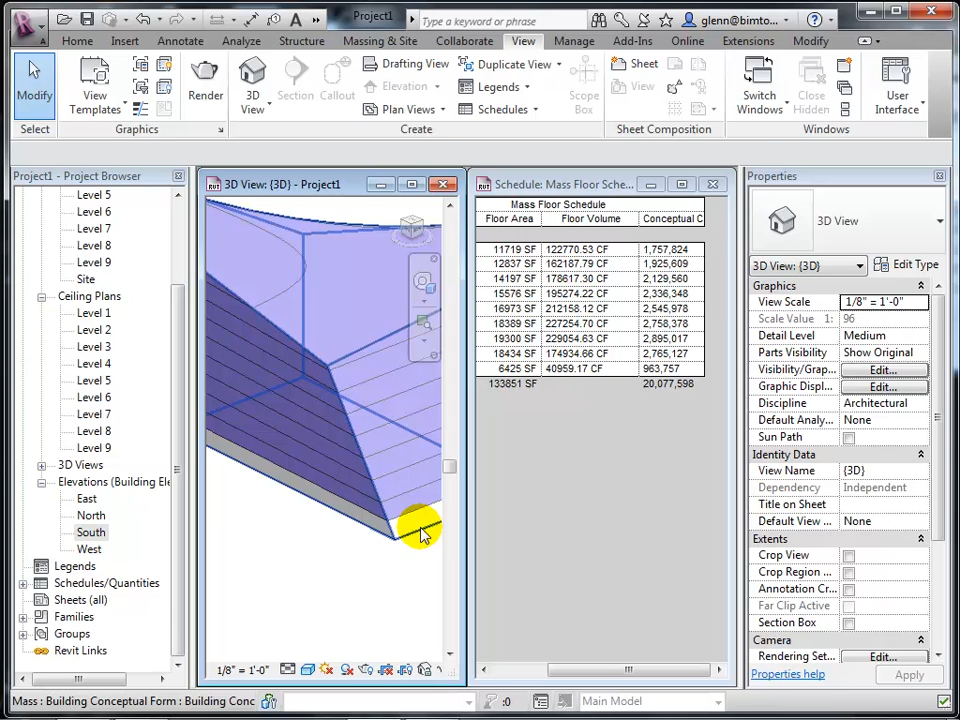 Project1
Type a keyword or phrase
glenn@bimto...
Home Insert Annotate Analyze Structure Massing & Site Collaborate View Manage Add-Ins Online Extensions Modify
Modify
View Templates
Render
3D View
Section
Callout
Drafting View
Elevation
Plan Views
Duplicate View
Legends
Schedules
Scope Box
Sheet
View
Switch Windows
Close Hidden
User Interface
Select Graphics Create Sheet Composition Windows
Project1 - Project Browser
Level 5
Level 6
Level 7
Level 8
Level 9
Site
Ceiling Plans
Level 1
Level 2
Level 3
Level 4
Level 5
Level 6
Level 7
Level 8
Level 9
3D Views
Elevations (Building Ele
East
North
South
West
Legends
Schedules/Quantities
Sheets (all)
Families
Groups
Revit Links
3D View: {3D} - Project1
1/8" = 1'-0"
Schedule: Mass Floor Sche...
Mass Floor Schedule
Floor Area Floor Volume Conceptual C
11719 SF 122770.53 CF 1,757,824
12837 SF 162187.79 CF 1,925,609
14197 SF 178617.30 CF 2,129,560
15576 SF 195274.22 CF 2,336,348
16973 SF 212158.12 CF 2,545,978
18389 SF 227254.70 CF 2,758,378
19300 SF 229054.63 CF 2,895,017
18434 SF 174934.66 CF 2,765,127
6425 SF 40959.17 CF 963,757
133851 SF 20,077,598
Properties
3D View
3D View: {3D} Edit Type
Graphics
View Scale 1/8" = 1'-0"
Scale Value 1: 96
Detail Level Medium
Parts Visibility Show Original
Visibility/Grap... Edit...
Graphic Displ... Edit...
Discipline Architectural
Default Analy... None
Sun Path
Identity Data
View Name {3D}
Dependency Independent
Title on Sheet
Default View ... None
Extents
Crop View
Crop Region ...
Annotation Cr...
Far Clip Active
Section Box
Camera
Rendering Set... Edit...
Properties help Apply
Mass : Building Conceptual Form : Building Conc
:0
Main Model